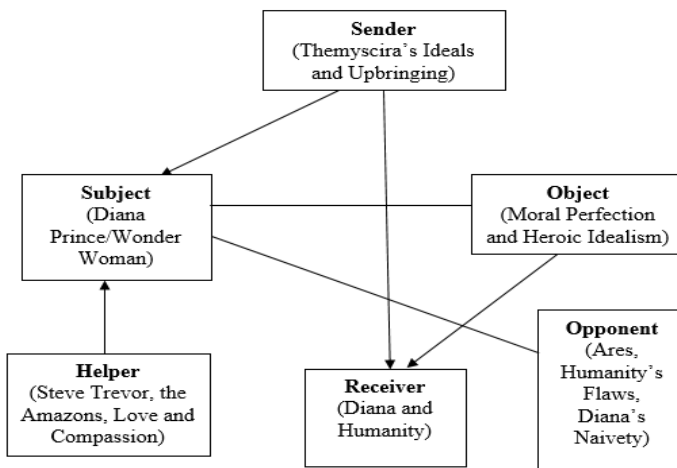 Sender
(Themyscira's Ideals
and Upbringing)
Subject
(Diana
Prince/Wonder
Woman)
Object
(Moral Perfection
and Heroic Idealism)
Helper
(Steve Trevor, the
Amazons, Love and
Compassion)
Receiver
(Diana and
Humanity)
Opponent
(Ares,
Humanity's
Flaws,
Diana's
Naivety)